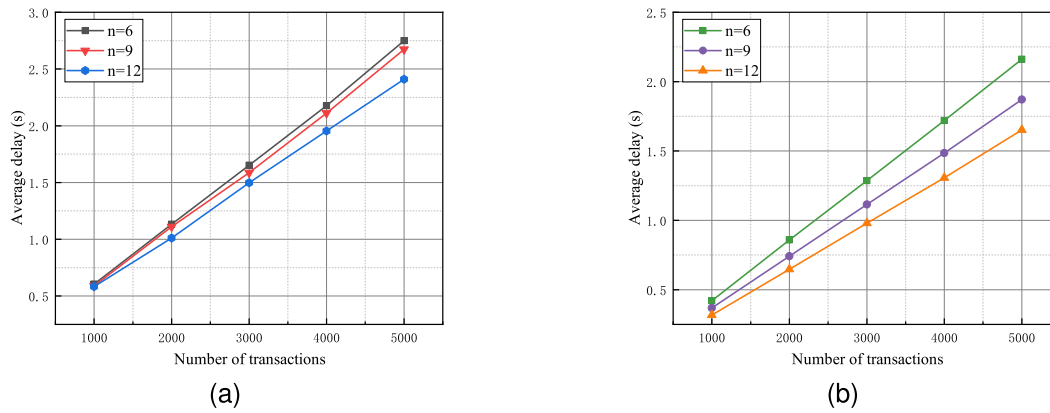 3.0
2.5
2.0
1.5
1.0
0.5
Average delay (s)
n=6
n=9
n=12
1000 2000 3000 4000 5000
Number of transactions
(a)
2.5
2.0
1.5
1.0
0.5
Average delay (s)
n=6
n=9
n=12
1000 2000 3000 4000 5000
Number of transactions
(b)